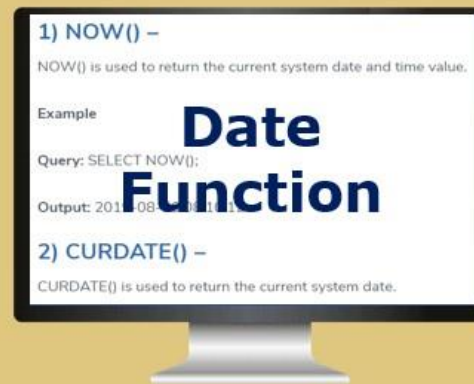 1) NOW() –
NOW() is used to return the current system date and time value.
Example
Date
Query: SELECT NOW();
Function
Output:
2) CURDATE() –
CURDATE() is used to return the current system date.